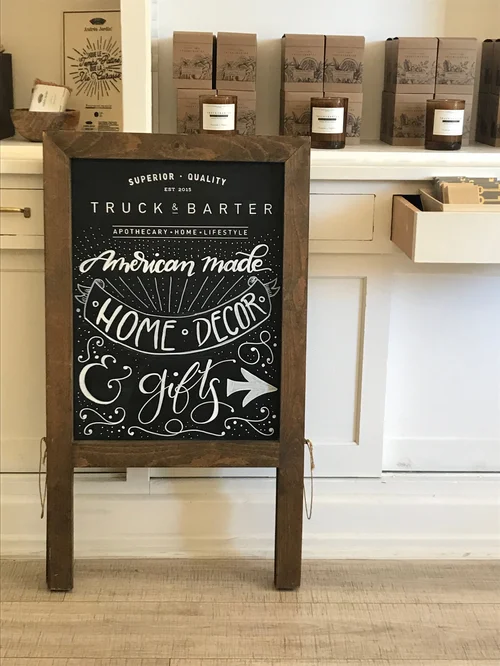 SUPERIOR · QUALITY
EST 2015
TRUCK & BARTER
APOTHECARY · HOME · LIFESTYLE
American made
HOME · DECOR
& gifts